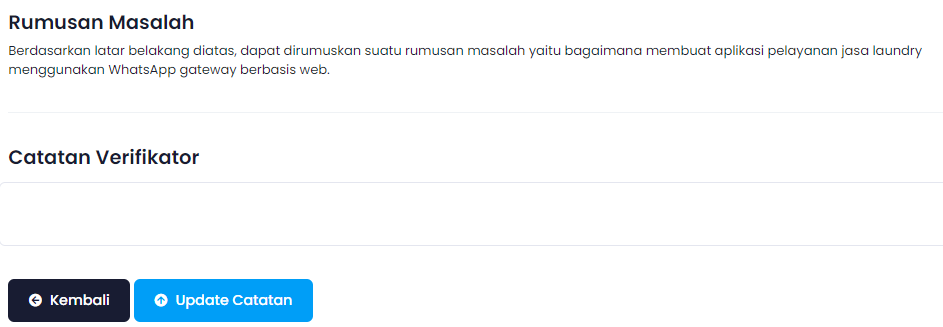 Rumusan Masalah
Berdasarkan latar belakang diatas, dapat dirumuskan suatu rumusan masalah yaitu bagaimana membuat aplikasi pelayanan jasa laundry
menggunakan WhatsApp gateway berbasis web.
Catatan Verifikator
Kembali
Update Catatan